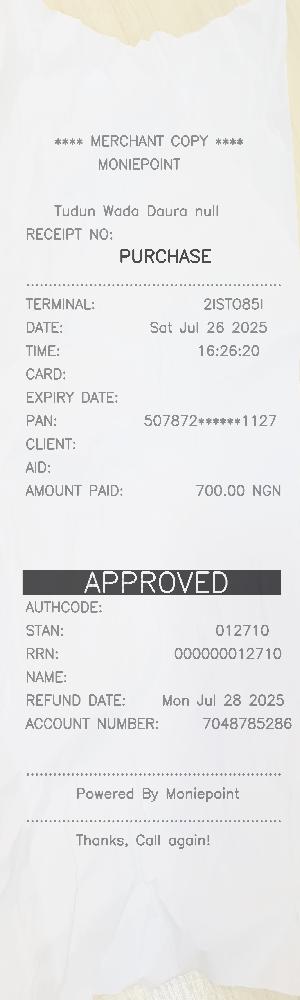 **** MERCHANT COPY ****
MONIEPOINT
Tudun Wada Daura null
RECEIPT NO:
PURCHASE
TERMINAL: 2ISTO85I
DATE: Sat Jul 26 2025
TIME: 16:26:20
CARD:
EXPIRY DATE:
PAN: 507872******1127
CLIENT:
AID:
AMOUNT PAID: 700.00 NGN
APPROVED
AUTHCODE:
STAN: 012710
RRN: 000000012710
NAME:
REFUND DATE: Mon Jul 28 2025
ACCOUNT NUMBER: 7048785286
Powered By Moniepoint
Thanks, Call again!